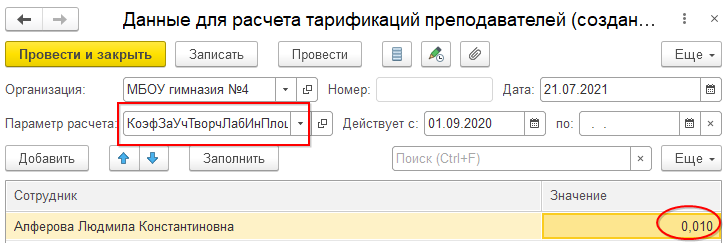 Данные для расчета тарификаций преподавателей (создан...
Провести и закрыть Записать Провести Еще
Организация: МБОУ гимназия №4 Номер: Дата: 21.07.2021
Параметр расчета: КоэфЗаУчТворчЛабИнПлощ Действует с: 01.09.2020 по: . .
Добавить Заполнить Поиск (Ctrl+F) × Еще
Сотрудник Значение
Алферова Людмила Константиновна 0,010